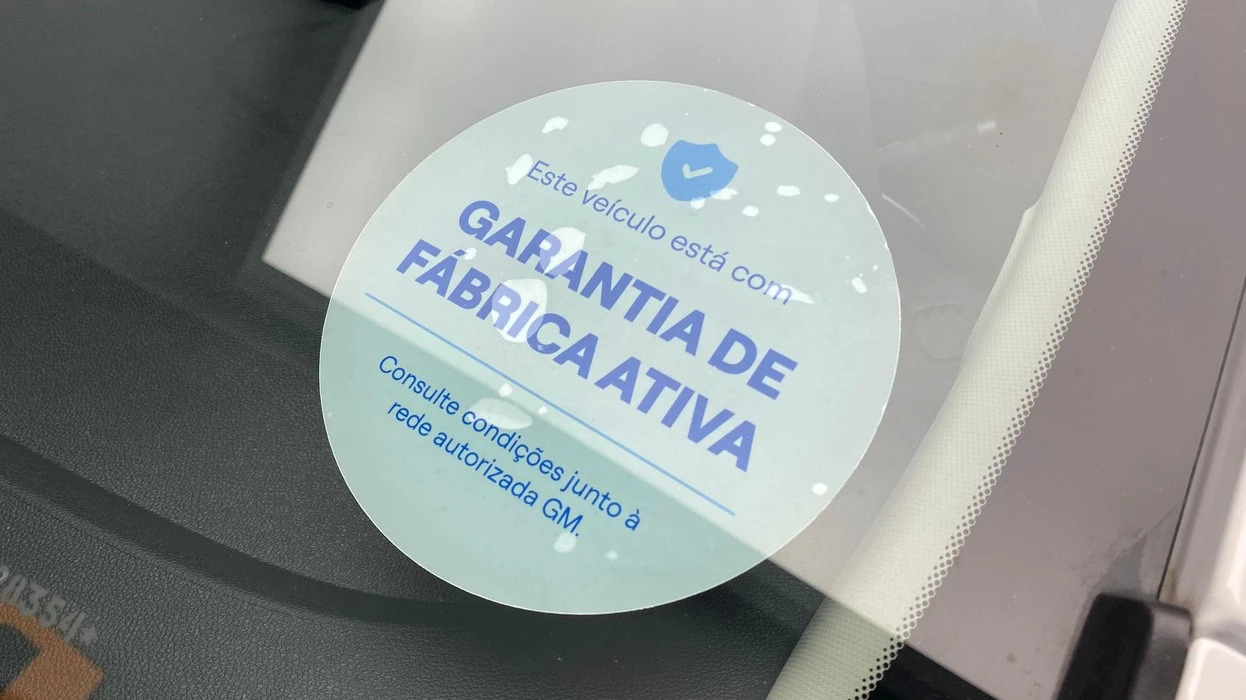 Este veículo está com
GARANTIA DE
FÁBRICA ATIVA
Consulte condições junto à
rede autorizada GM.